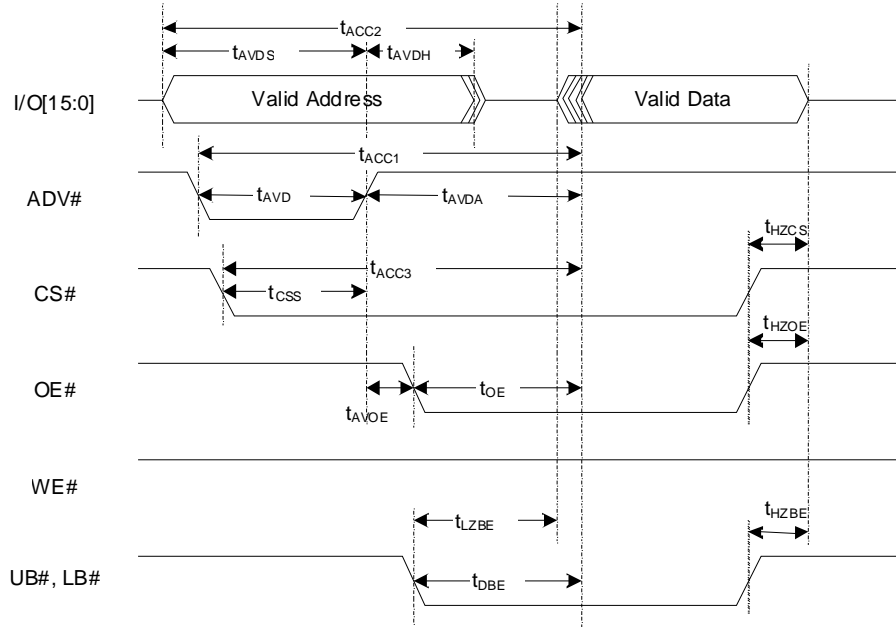 tACC2
tAVDS tAVDH
I/O[15:0] Valid Address Valid Data
tACC1
ADV# tAVD tAVDA
tHZCS
CS# tACC3
tCSS
tHZOE
OE# tOE
tAVOE
WE#
tLZBE tHZBE
UB#, LB# tDBE